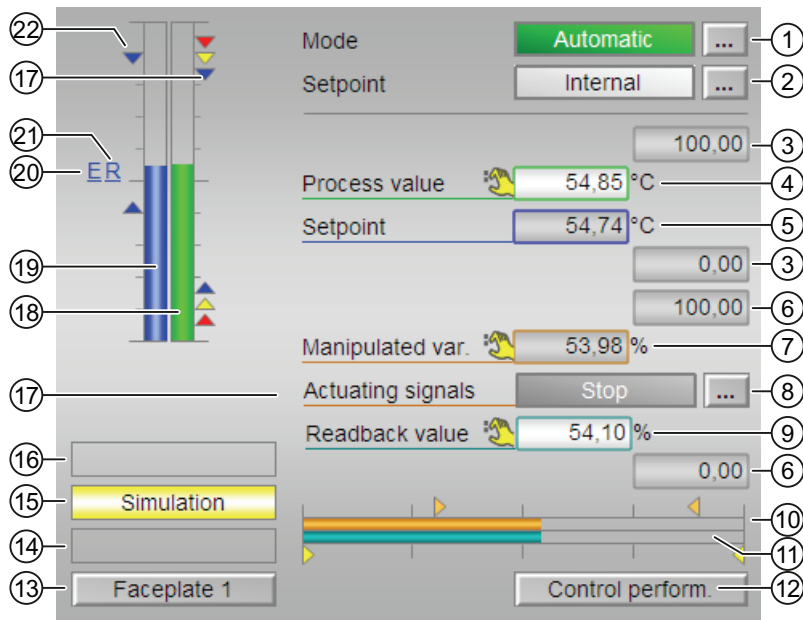 22
Mode
Automatic
...
1
17
Setpoint
Internal
...
2
21
100,00
3
20
E R
Process value
54,85
°C
4
Setpoint
54,74
°C
5
19
0,00
3
18
100,00
6
Manipulated var.
53,98
%
7
17
Actuating signals
Stop
...
8
Readback value
54,10
%
9
16
0,00
6
15
Simulation
10
14
11
13
Faceplate 1
Control perform.
12